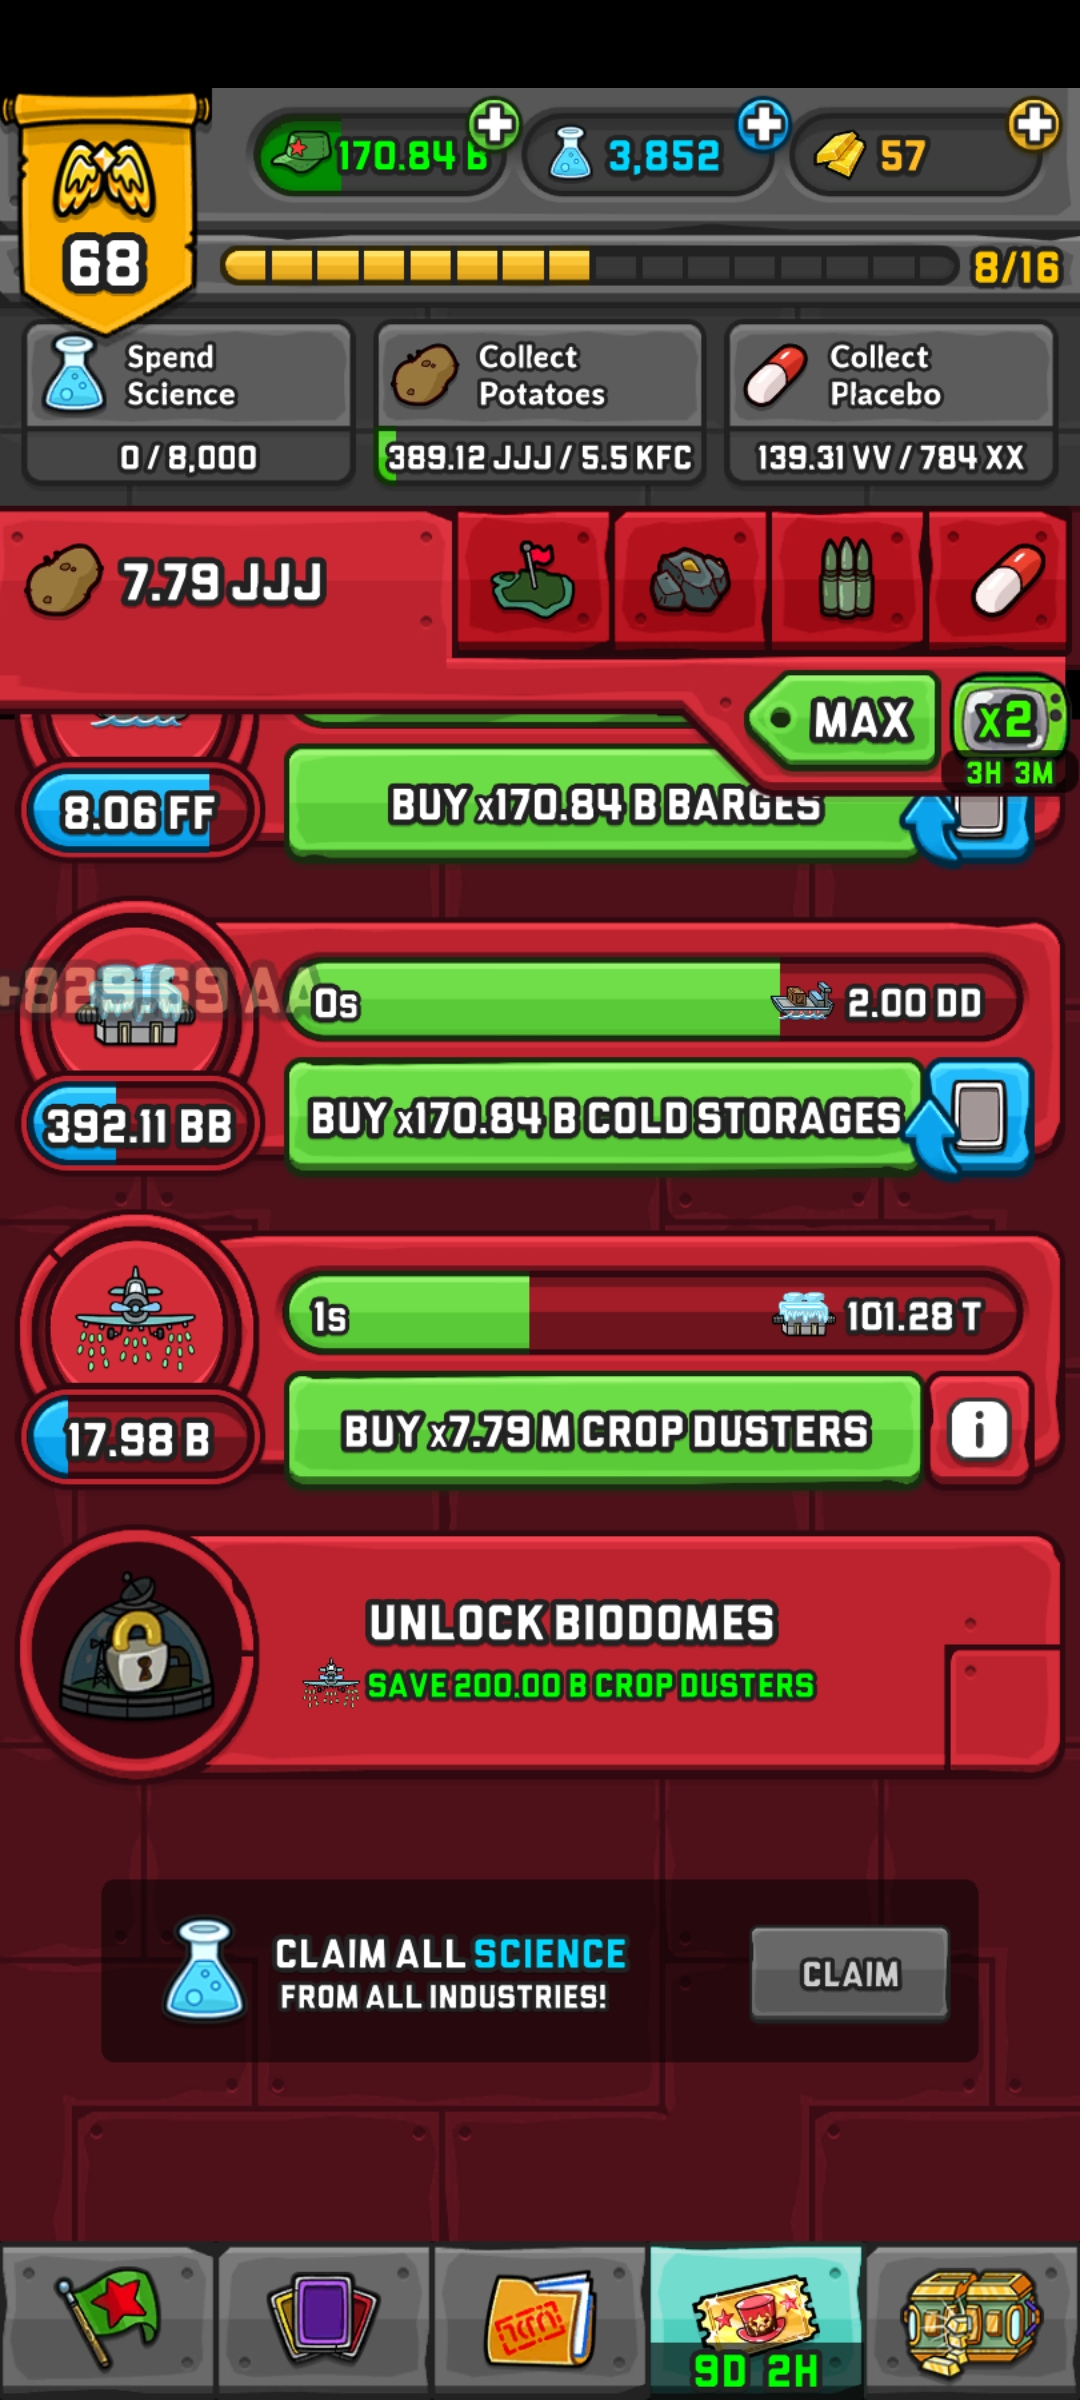 170.84 B
3,852
57
68
8/16
Spend
Science
0 / 8,000
Collect
Potatoes
389.12 JJJ / 5.5 KFC
Collect
Placebo
139.31 VV / 784 XX
7.79 JJJ
MAX
x2
3H 3M
8.06 FF
BUY x170.84 B BARGES
+829.69 AA
0s
2.00 DD
392.11 BB
BUY x170.84 B COLD STORAGES
1s
101.28 T
17.98 B
BUY x7.79 M CROP DUSTERS
i
UNLOCK BIODOMES
SAVE 200.00 B CROP DUSTERS
CLAIM ALL SCIENCE
FROM ALL INDUSTRIES!
CLAIM
9D 2H